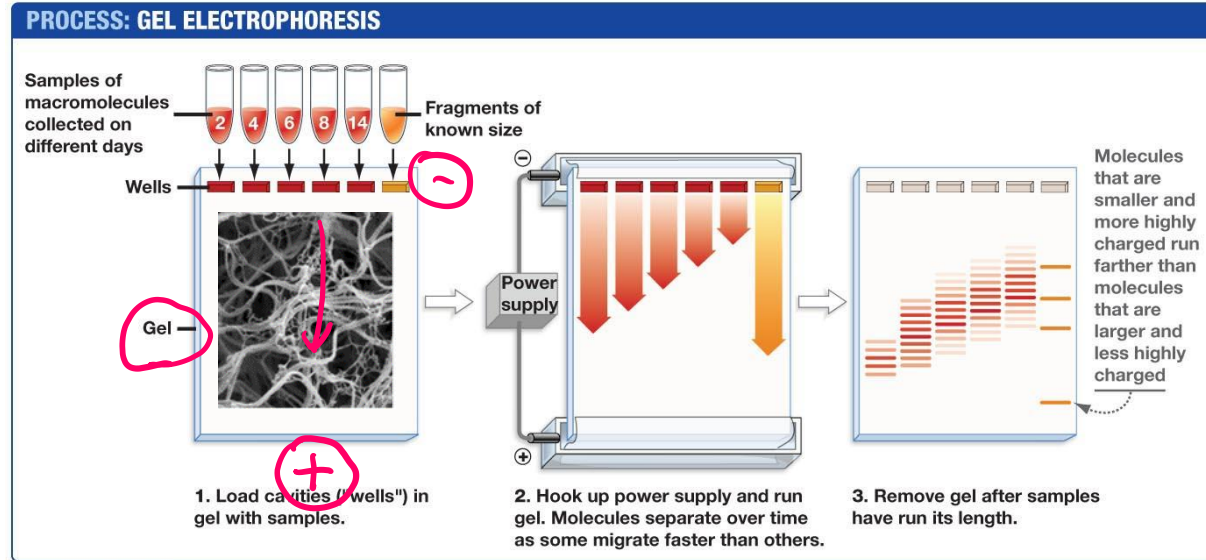 PROCESS: GEL ELECTROPHORESIS
Samples of
macromolecules
collected on
different days
2 4 6 8 14
Fragments of
known size
Wells
-
Gel
+
1. Load cavities ("wells") in
gel with samples.
−
Power
supply
+
2. Hook up power supply and run
gel. Molecules separate over time
as some migrate faster than others.
Molecules
that are
smaller and
more highly
charged run
farther than
molecules
that are
larger and
less highly
charged
3. Remove gel after samples
have run its length.